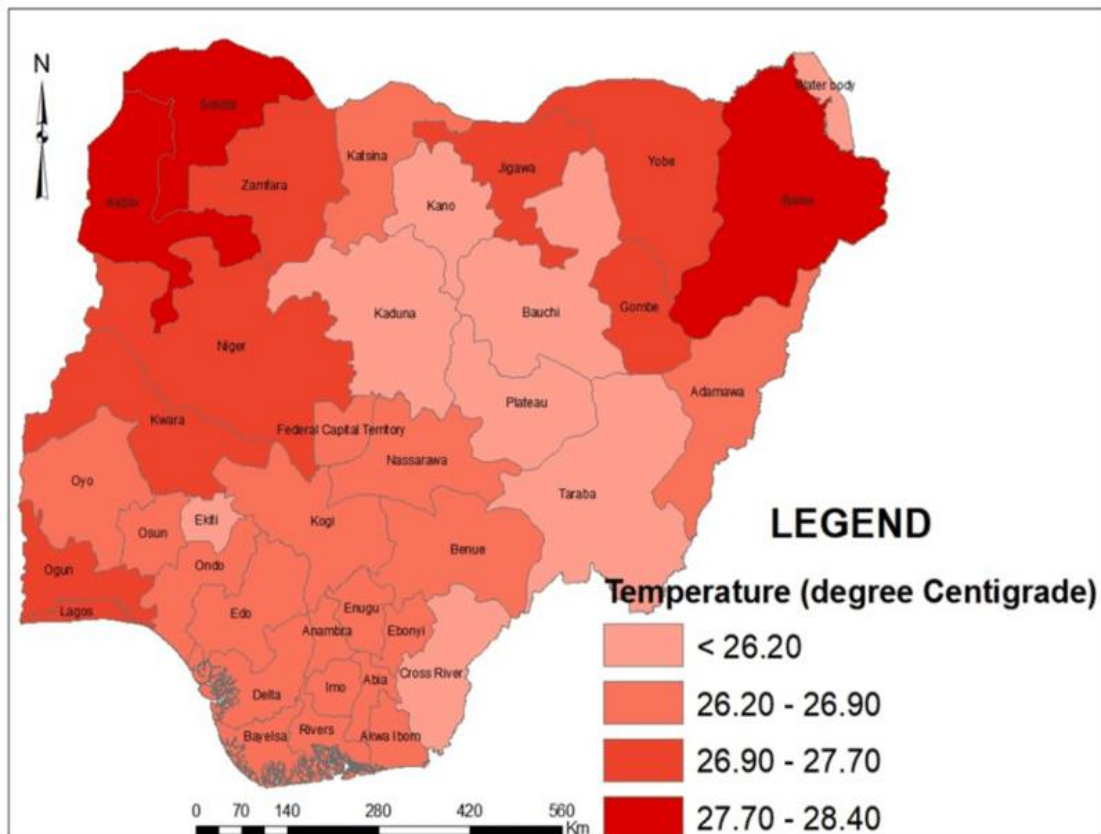 N
Sokoto
Water body
Katsina
Jigawa
Yobe
Zamfara
Kebbi
Kano
Borno
Kaduna
Bauchi
Gombe
Niger
Adamawa
Plateau
Kwara
Federal Capital Territory
Nassarawa
Oyo
Taraba
Ekiti
Kogi
Osun
Benue
Ondo
Ogun
Lagos
Edo
Enugu
Anambra
Ebonyi
Cross River
Delta
Imo
Abia
Bayelsa
Rivers
Akwa Ibom
LEGEND
Temperature (degree Centigrade)
< 26.20
26.20 - 26.90
26.90 - 27.70
27.70 - 28.40
0 70 140 280 420 560
Km